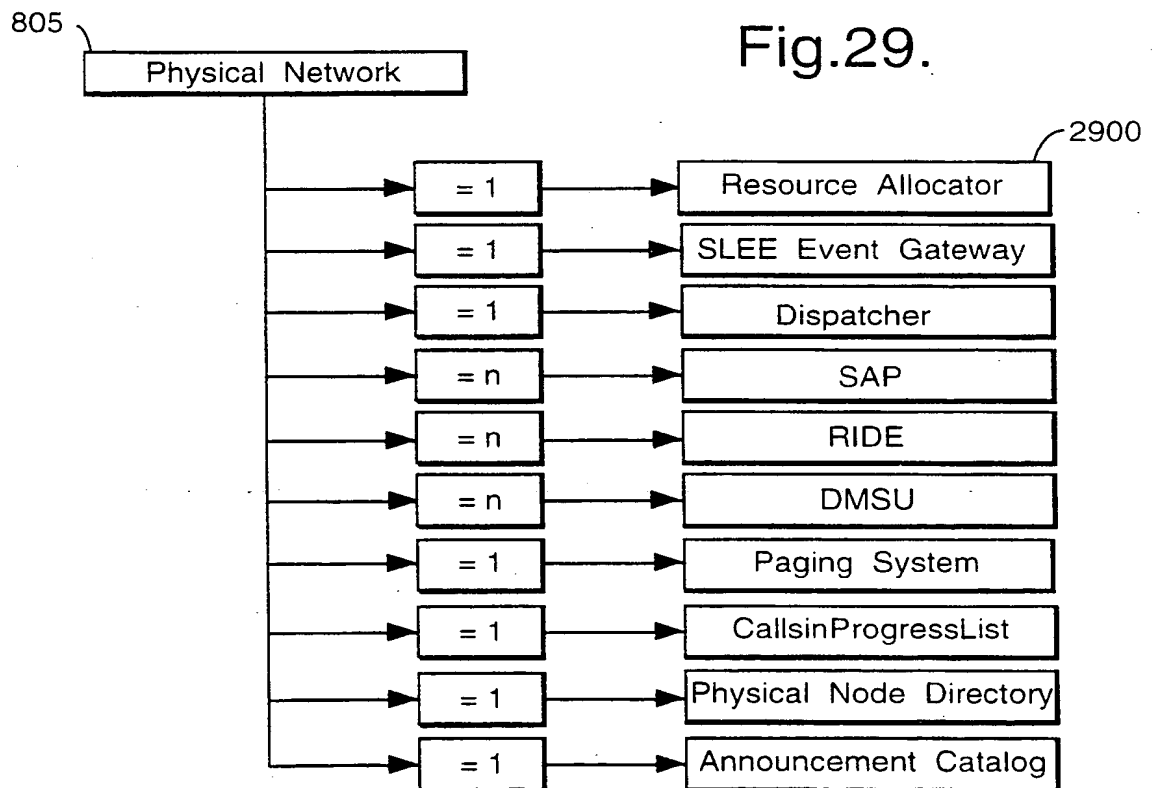 805
Fig.29.
Physical Network
2900
= 1 Resource Allocator
= 1 SLEE Event Gateway
= 1 Dispatcher
= n SAP
= n RIDE
= n DMSU
= 1 Paging System
= 1 CallsinProgressList
= 1 Physical Node Directory
= 1 Announcement Catalog